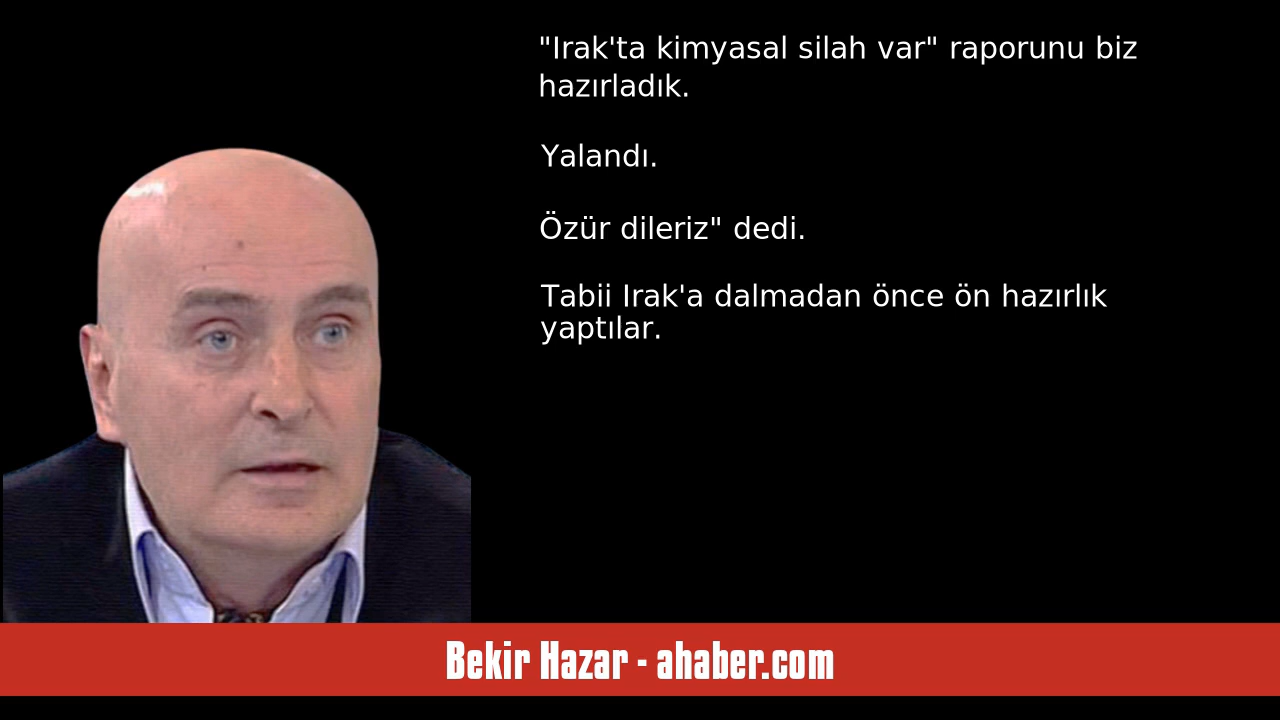 "Irak'ta kimyasal silah var" raporunu biz
hazırladık.
Yalandı.
Özür dileriz" dedi.
Tabii Irak'a dalmadan önce ön hazırlık
yaptılar.
Bekir Hazar - ahaber.com